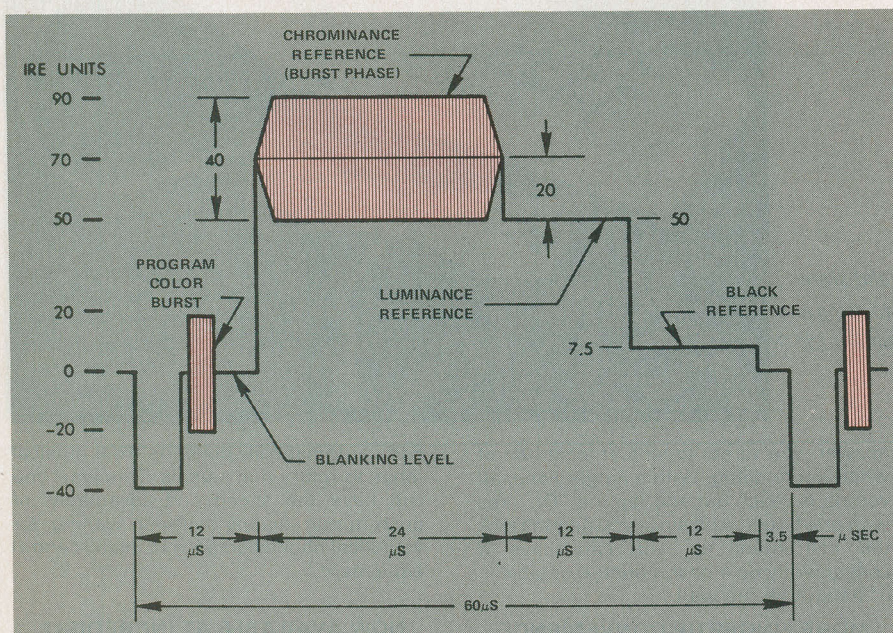 CHROMINANCE
REFERENCE
(BURST PHASE)
IRE UNITS
90
70
50
20
0
-20
-40
40
20
50
PROGRAM
COLOR
BURST
LUMINANCE
REFERENCE
BLACK
REFERENCE
7.5
BLANKING LEVEL
12
µS
24
µS
12
µS
12
µS
3.5
µ SEC
60µS